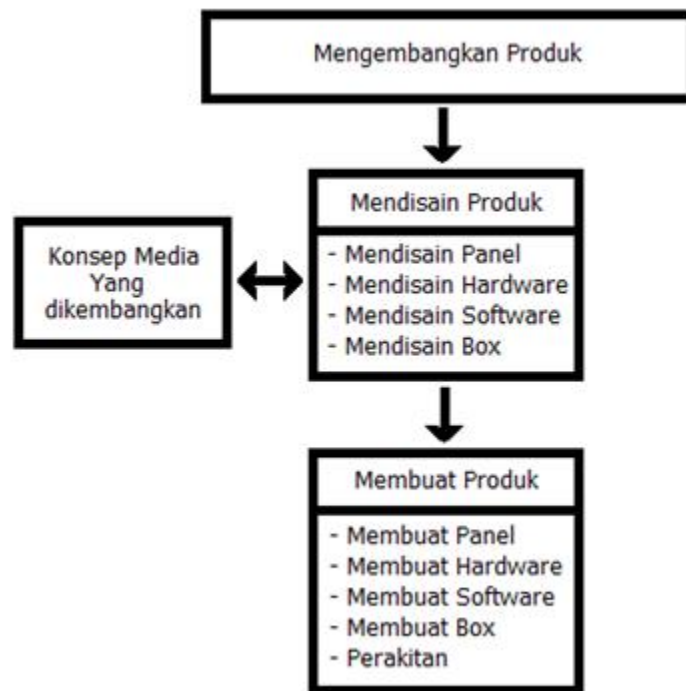 Mengembangkan Produk
Mendisain Produk
- Mendisain Panel
- Mendisain Hardware
- Mendisain Software
- Mendisain Box
Konsep Media
Yang
dikembangkan
Membuat Produk
- Membuat Panel
- Membuat Hardware
- Membuat Software
- Membuat Box
- Perakitan